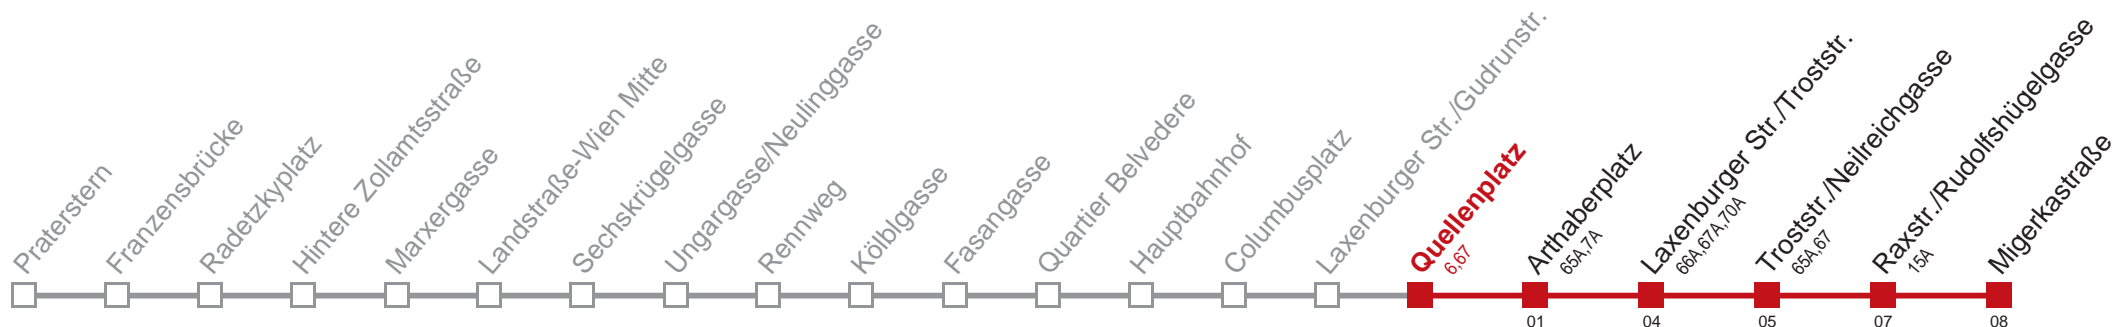 Praterstern
Franzensbrücke
Radetzkyplatz
Hintere Zollamtsstraße
Marxergasse
Landstraße-Wien Mitte
Sechskrügelgasse
Ungargasse/Neulinggasse
Rennweg
Kölblgasse
Fasangasse
Quartier Belvedere
Hauptbahnhof
Columbusplatz
Laxenburger Str./Gudrunstr.
Quellenplatz
6,67
Arthaberplatz
65A,7A
Laxenburger Str./Troststr.
66A,67A,70A
Troststr./Neilreichgasse
65A,67
Raxstr./Rudolfshügelgasse
15A
Migerkastraße
01
04
05
07
08